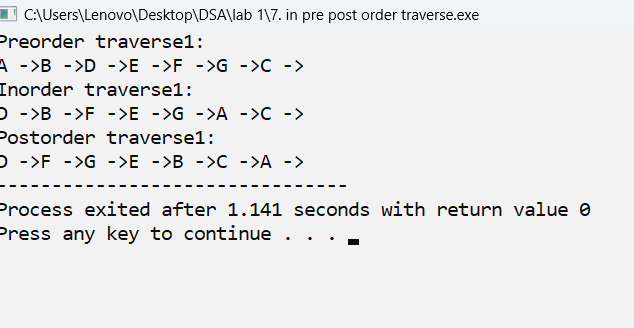 C:\Users\Lenovo\Desktop\DSA\lab 1\7. in pre post order traverse.exe
Preorder traverse1:
A ->B ->D ->E ->F ->G ->C ->
Inorder traverse1:
D ->B ->F ->E ->G ->A ->C ->
Postorder traverse1:
D ->F ->G ->E ->B ->C ->A ->
--------------------------------
Process exited after 1.141 seconds with return value 0
Press any key to continue . . .